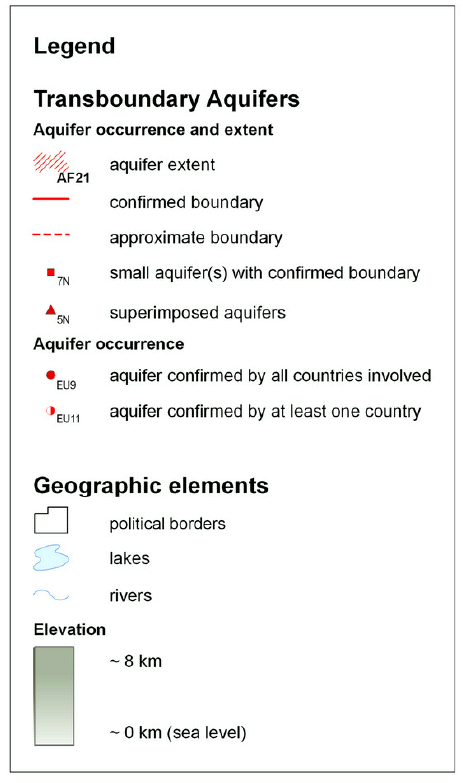 Legend
Transboundary Aquifers
Aquifer occurrence and extent
AF21 aquifer extent
confirmed boundary
approximate boundary
7N small aquifer(s) with confirmed boundary
5N superimposed aquifers
Aquifer occurrence
EU9 aquifer confirmed by all countries involved
EU11 aquifer confirmed by at least one country
Geographic elements
political borders
lakes
rivers
Elevation
~ 8 km
~ 0 km (sea level)